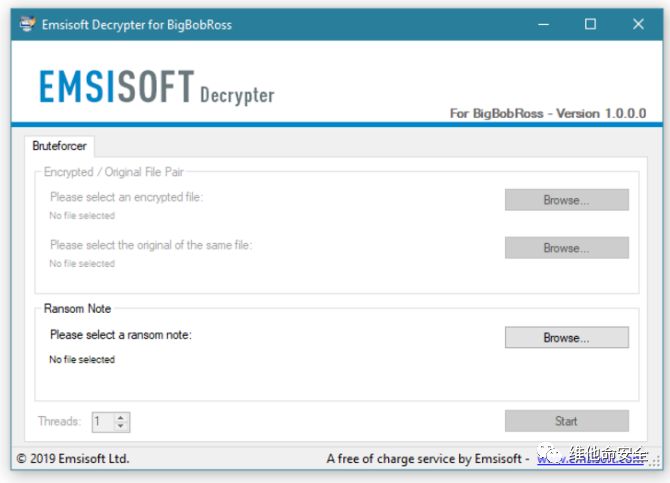 Emsisoft Decrypter for BigBobRoss
EMSISOFT Decrypter
For BigBobRoss - Version 1.0.0.0
Bruteforcer
Encrypted / Original File Pair
Please select an encrypted file:
Browse...
No file selected
Please select the original of the same file:
Browse...
No file selected
Ransom Note
Please select a ransom note:
Browse...
No file selected
Threads: 1
Start
© 2019 Emsisoft Ltd.
A free of charge service by Emsisoft - www.emsisoft.com
维他命安全